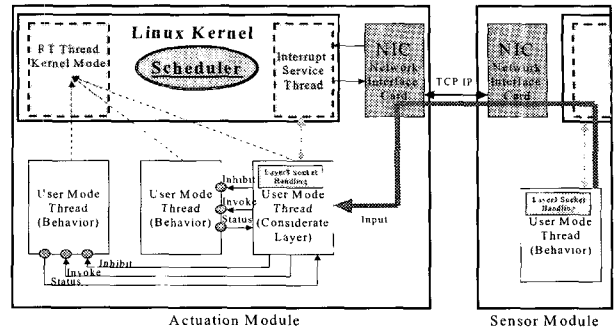 Linux Kernel
Scheduler
RT Thread
Kernel Mode
Interrupt
Service
Thread
NIC
Network
Interface
Card
TCP IP
NIC
Network
Interface
Card
User Mode
Thread
(Behavior)
User Mode
Thread
(Behavior)
Inhibit
Invoke
Status
Layer3 Socket
Handling
User Mode
Thread
(Considerate
Layer)
Input
Layer3 Socket
Handling
User Mode
Thread
(Behavior)
Inhibit
Invoke
Status
Actuation Module
Sensor Module